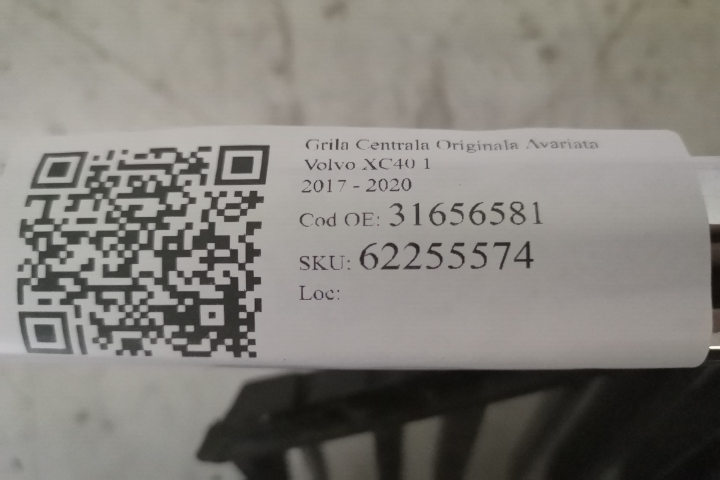 Grila Centrala Originala Avariata
Volvo XC40 1
2017 - 2020
Cod OE: 31656581
SKU: 62255574
Loc: